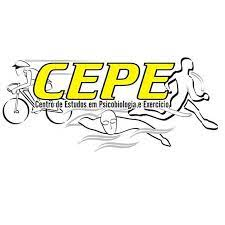 CEPE
Centro de Estudos em Psicobiologia e Exercício